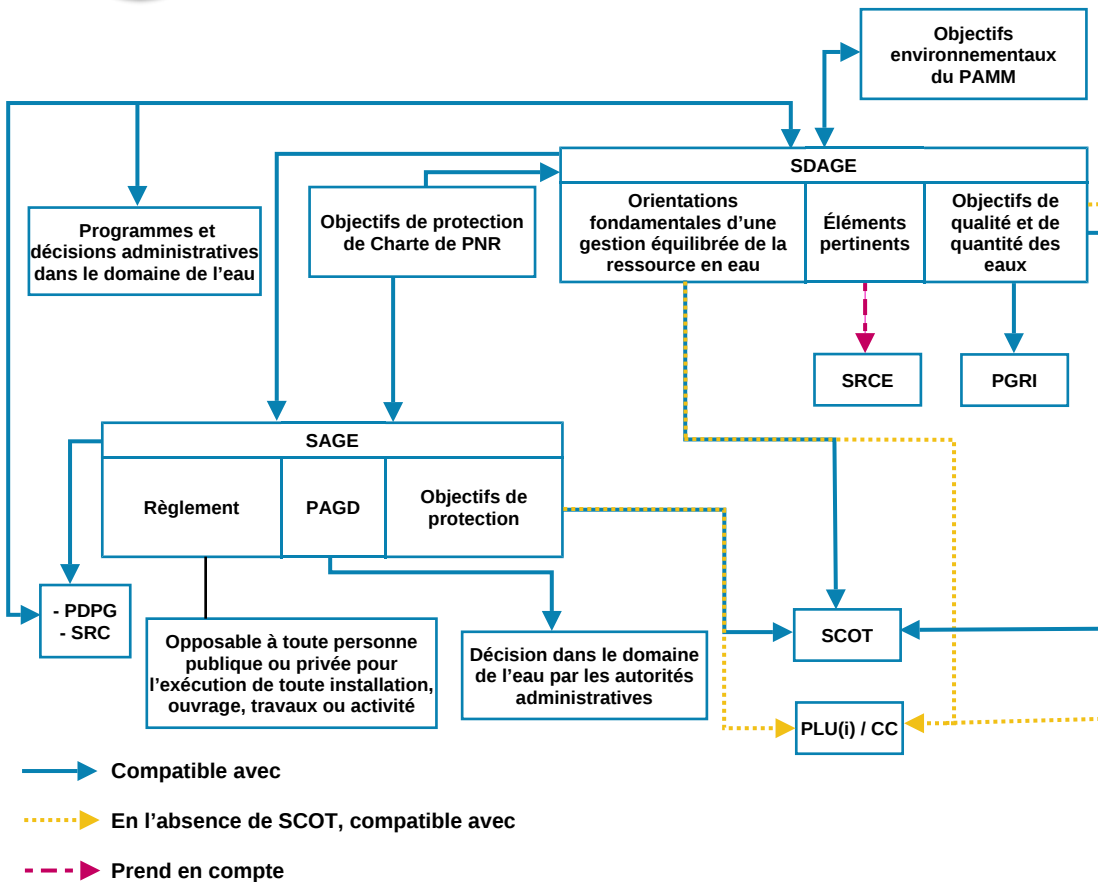 Objectifs
environnementaux
du PAMM
SDAGE
Orientations
fondamentales d’une
gestion équilibrée de la
ressource en eau
Éléments
pertinents
Objectifs de
qualité et de
quantité des
eaux
Programmes et
décisions administratives
dans le domaine de l’eau
Objectifs de protection
de Charte de PNR
SRCE
PGRI
SAGE
Règlement
PAGD
Objectifs de
protection
- PDPG
- SRC
Opposable à toute personne
publique ou privée pour
l’exécution de toute installation,
ouvrage, travaux ou activité
Décision dans le domaine
de l’eau par les autorités
administratives
SCOT
PLU(i) / CC
Compatible avec
En l’absence de SCOT, compatible avec
Prend en compte